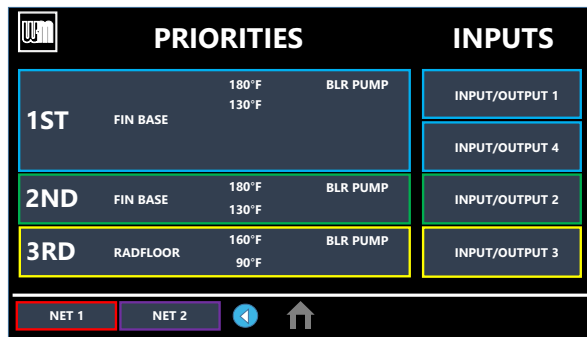 WM
PRIORITIES INPUTS
180°F BLR PUMP
130°F
1ST FIN BASE
INPUT/OUTPUT 1
INPUT/OUTPUT 4
2ND FIN BASE 180°F BLR PUMP
130°F
INPUT/OUTPUT 2
3RD RADFLOOR 160°F BLR PUMP
90°F
INPUT/OUTPUT 3
NET 1 NET 2